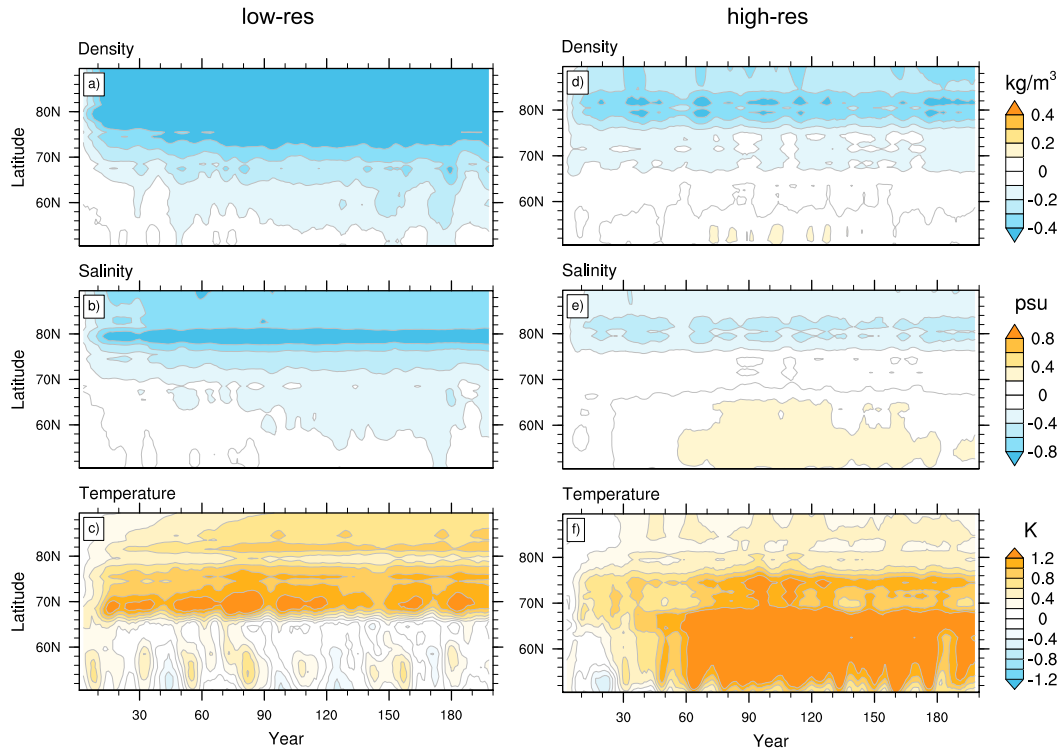 low-res
high-res
Density
a)
80N
70N
60N
Latitude
Density
d)
80N
70N
60N
kg/m³
0.4
0.2
0
-0.2
-0.4
Salinity
b)
80N
70N
60N
Latitude
Salinity
e)
80N
70N
60N
psu
0.8
0.4
0
-0.4
-0.8
Temperature
c)
80N
70N
60N
Latitude
30 60 90 120 150 180
Year
Temperature
f)
80N
70N
60N
30 60 90 120 150 180
Year
K
1.2
0.8
0.4
0
-0.4
-0.8
-1.2